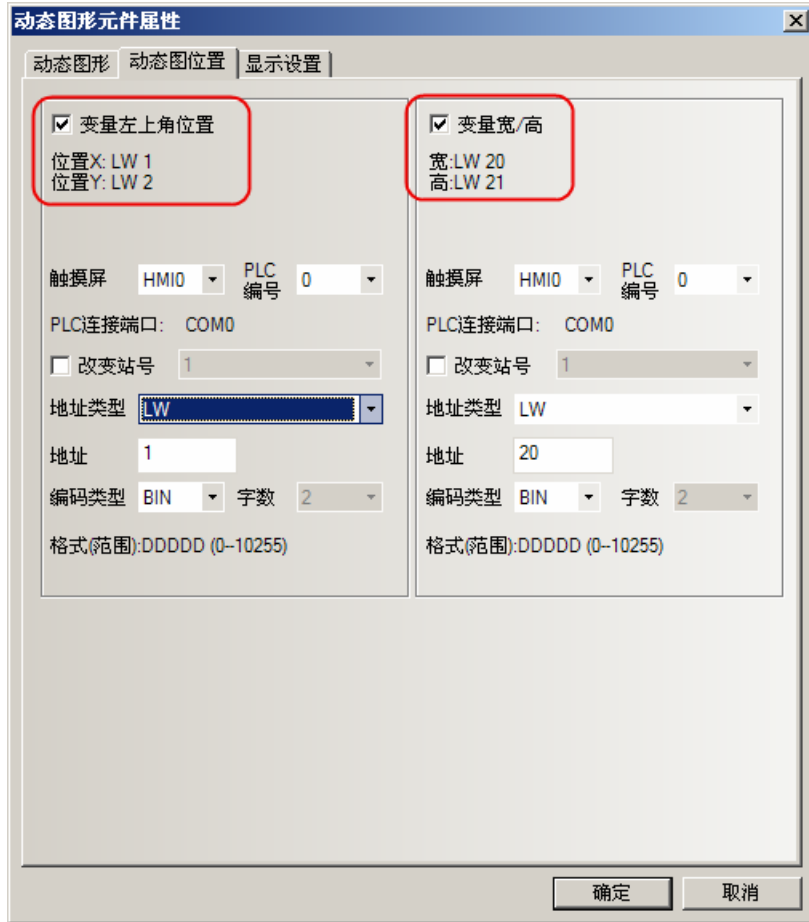 动态图形元件属性
动态图形 动态图位置 显示设置
变量左上角位置
位置X: LW 1
位置Y: LW 2
触摸屏 HMI0 PLC编号 0
PLC连接端口: COM0
改变站号 1
地址类型 LW
地址 1
编码类型 BIN 字数 2
格式(范围):DDDDD (0--10255)
变量宽/高
宽:LW 20
高:LW 21
触摸屏 HMI0 PLC编号 0
PLC连接端口: COM0
改变站号 1
地址类型 LW
地址 20
编码类型 BIN 字数 2
格式(范围):DDDDD (0--10255)
确定 取消